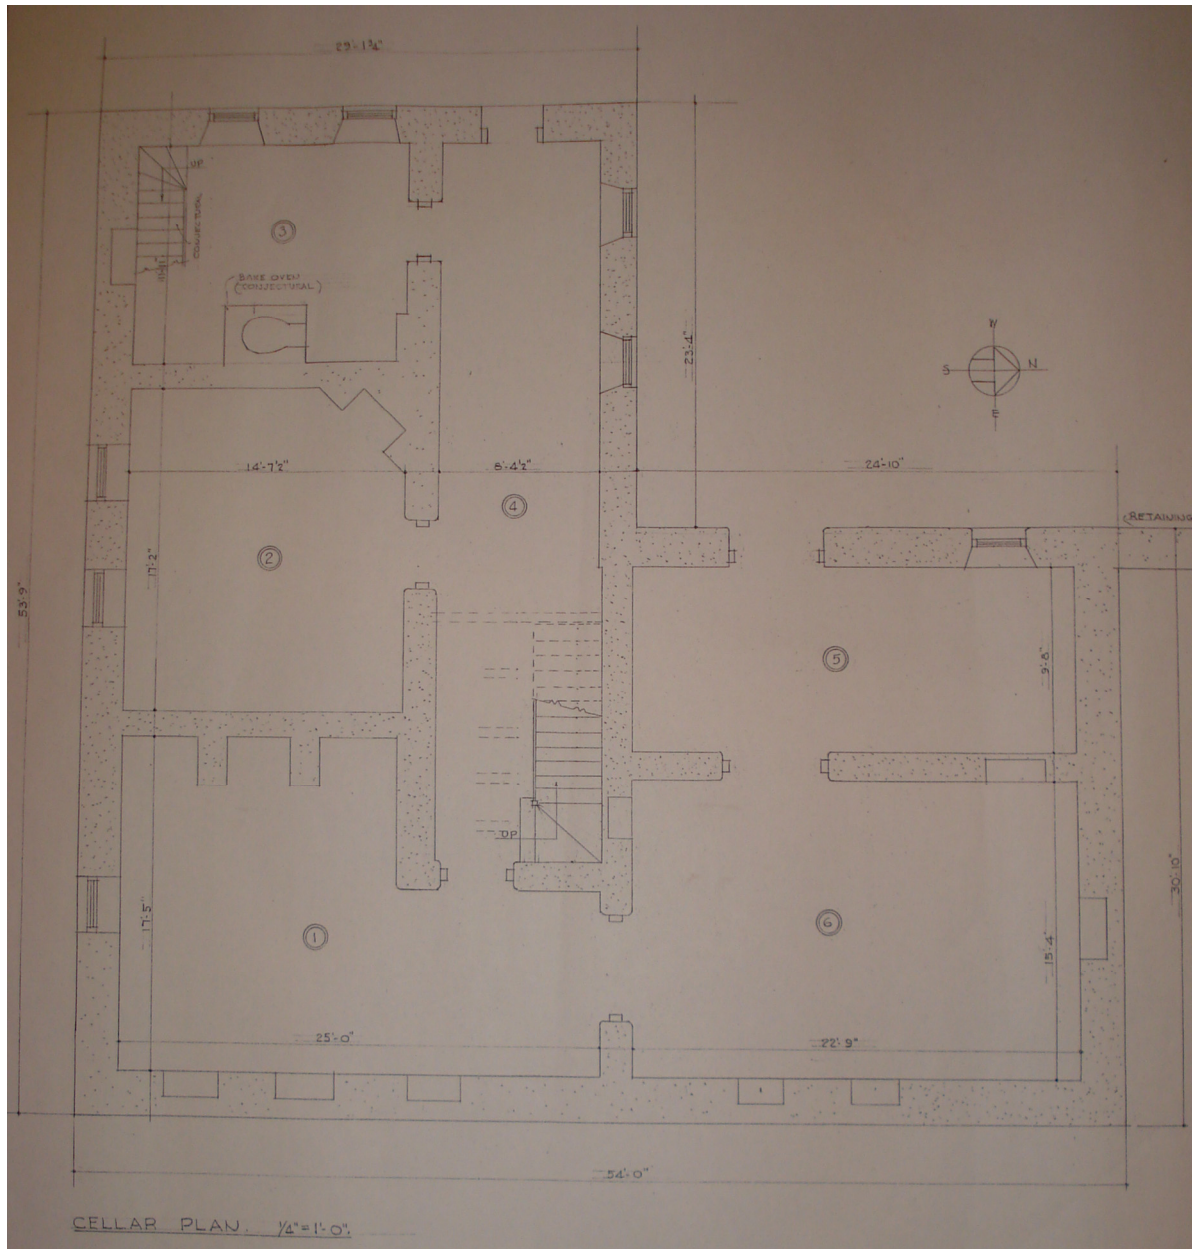 29'-1¾"
UP
CONJECTURAL
3
BAKE OVEN
(CONJECTURAL)
23'-4"
W
S
N
E
14'-7½"
8'-4½"
24'-10"
4
RETAINING
2
17'-2"
53'-9"
5
9'-8"
UP
1
17'-5"
6
15'-4"
30'-10"
25'-0"
22'-9"
54'-0"
CELLAR PLAN. ¼"=1'-0".